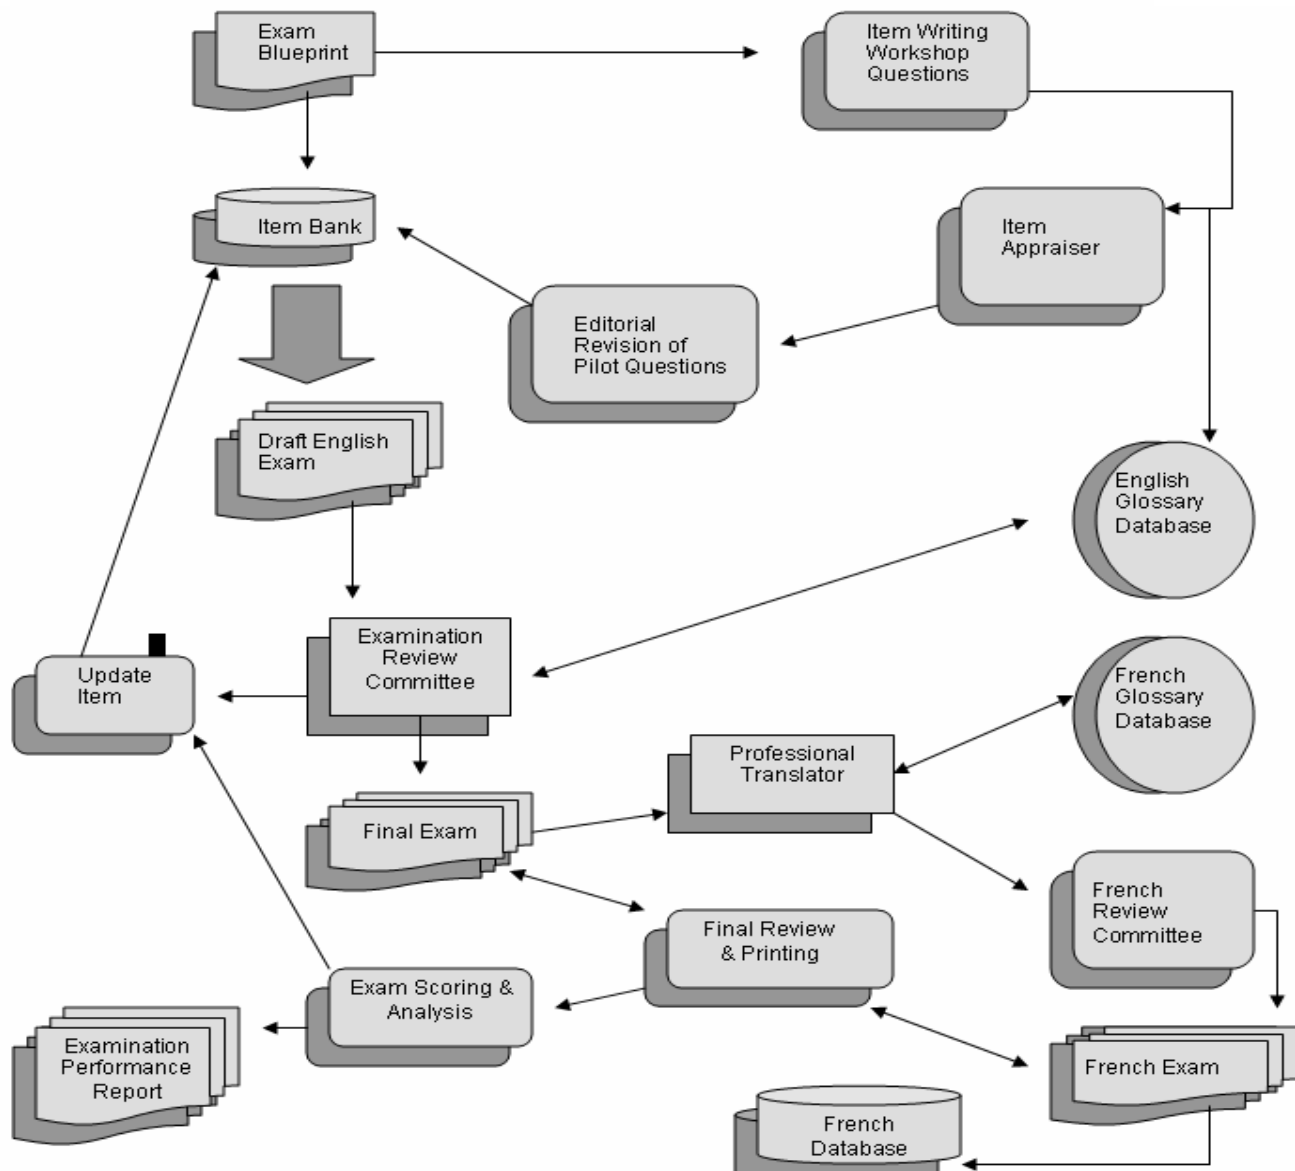 Exam
Blueprint
Item Writing
Workshop
Questions
Item Bank
Item
Appraiser
Editorial
Revision of
Pilot Questions
Draft English
Exam
English
Glossary
Database
Examination
Review
Committee
Update
Item
French
Glossary
Database
Professional
Translator
Final Exam
French
Review
Committee
Final Review
& Printing
Exam Scoring &
Analysis
Examination
Performance
Report
French Exam
French
Database